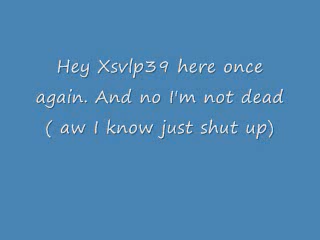 Hey Xsvlp39 here once
again. And no I'm not dead
( aw I know just shut up)